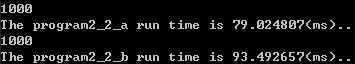 1000
The program2_2_a run time is 79.024807(ms)..
1000
The program2_2_b run time is 93.492657(ms)..